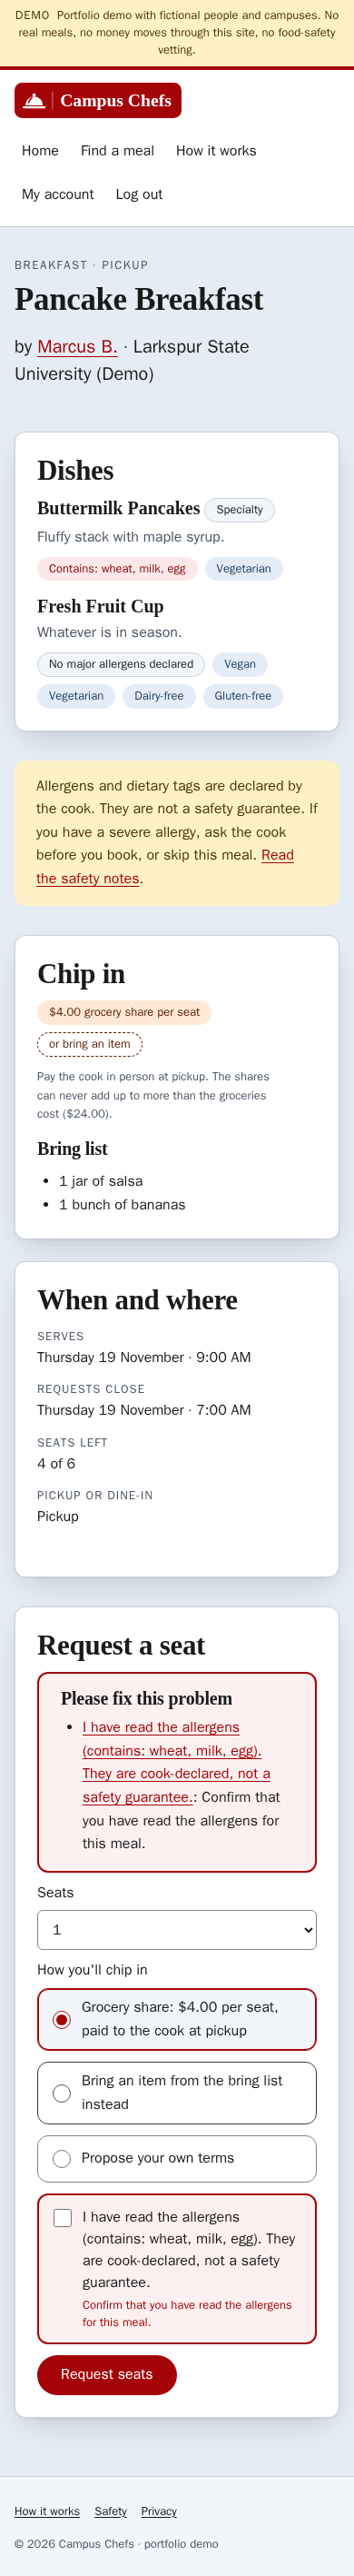 DEMO Portfolio demo with fictional people and campuses. No
real meals, no money moves through this site, no food-safety
vetting.
Campus Chefs
Home Find a meal How it works
My account Log out
BREAKFAST · PICKUP
Pancake Breakfast
by Marcus B. · Larkspur State
University (Demo)
Dishes
Buttermilk Pancakes Specialty
Fluffy stack with maple syrup.
Contains: wheat, milk, egg Vegetarian
Fresh Fruit Cup
Whatever is in season.
No major allergens declared Vegan
Vegetarian Dairy-free Gluten-free
Allergens and dietary tags are declared by
the cook. They are not a safety guarantee. If
you have a severe allergy, ask the cook
before you book, or skip this meal. Read
the safety notes.
Chip in
$4.00 grocery share per seat
or bring an item
Pay the cook in person at pickup. The shares
can never add up to more than the groceries
cost ($24.00).
Bring list
• 1 jar of salsa
• 1 bunch of bananas
When and where
SERVES
Thursday 19 November · 9:00 AM
REQUESTS CLOSE
Thursday 19 November · 7:00 AM
SEATS LEFT
4 of 6
PICKUP OR DINE-IN
Pickup
Request a seat
Please fix this problem
• I have read the allergens
(contains: wheat, milk, egg).
They are cook-declared, not a
safety guarantee.: Confirm that
you have read the allergens for
this meal.
Seats
1
How you'll chip in
Grocery share: $4.00 per seat,
paid to the cook at pickup
Bring an item from the bring list
instead
Propose your own terms
I have read the allergens
(contains: wheat, milk, egg). They
are cook-declared, not a safety
guarantee.
Confirm that you have read the allergens
for this meal.
Request seats
How it works Safety Privacy
© 2026 Campus Chefs · portfolio demo